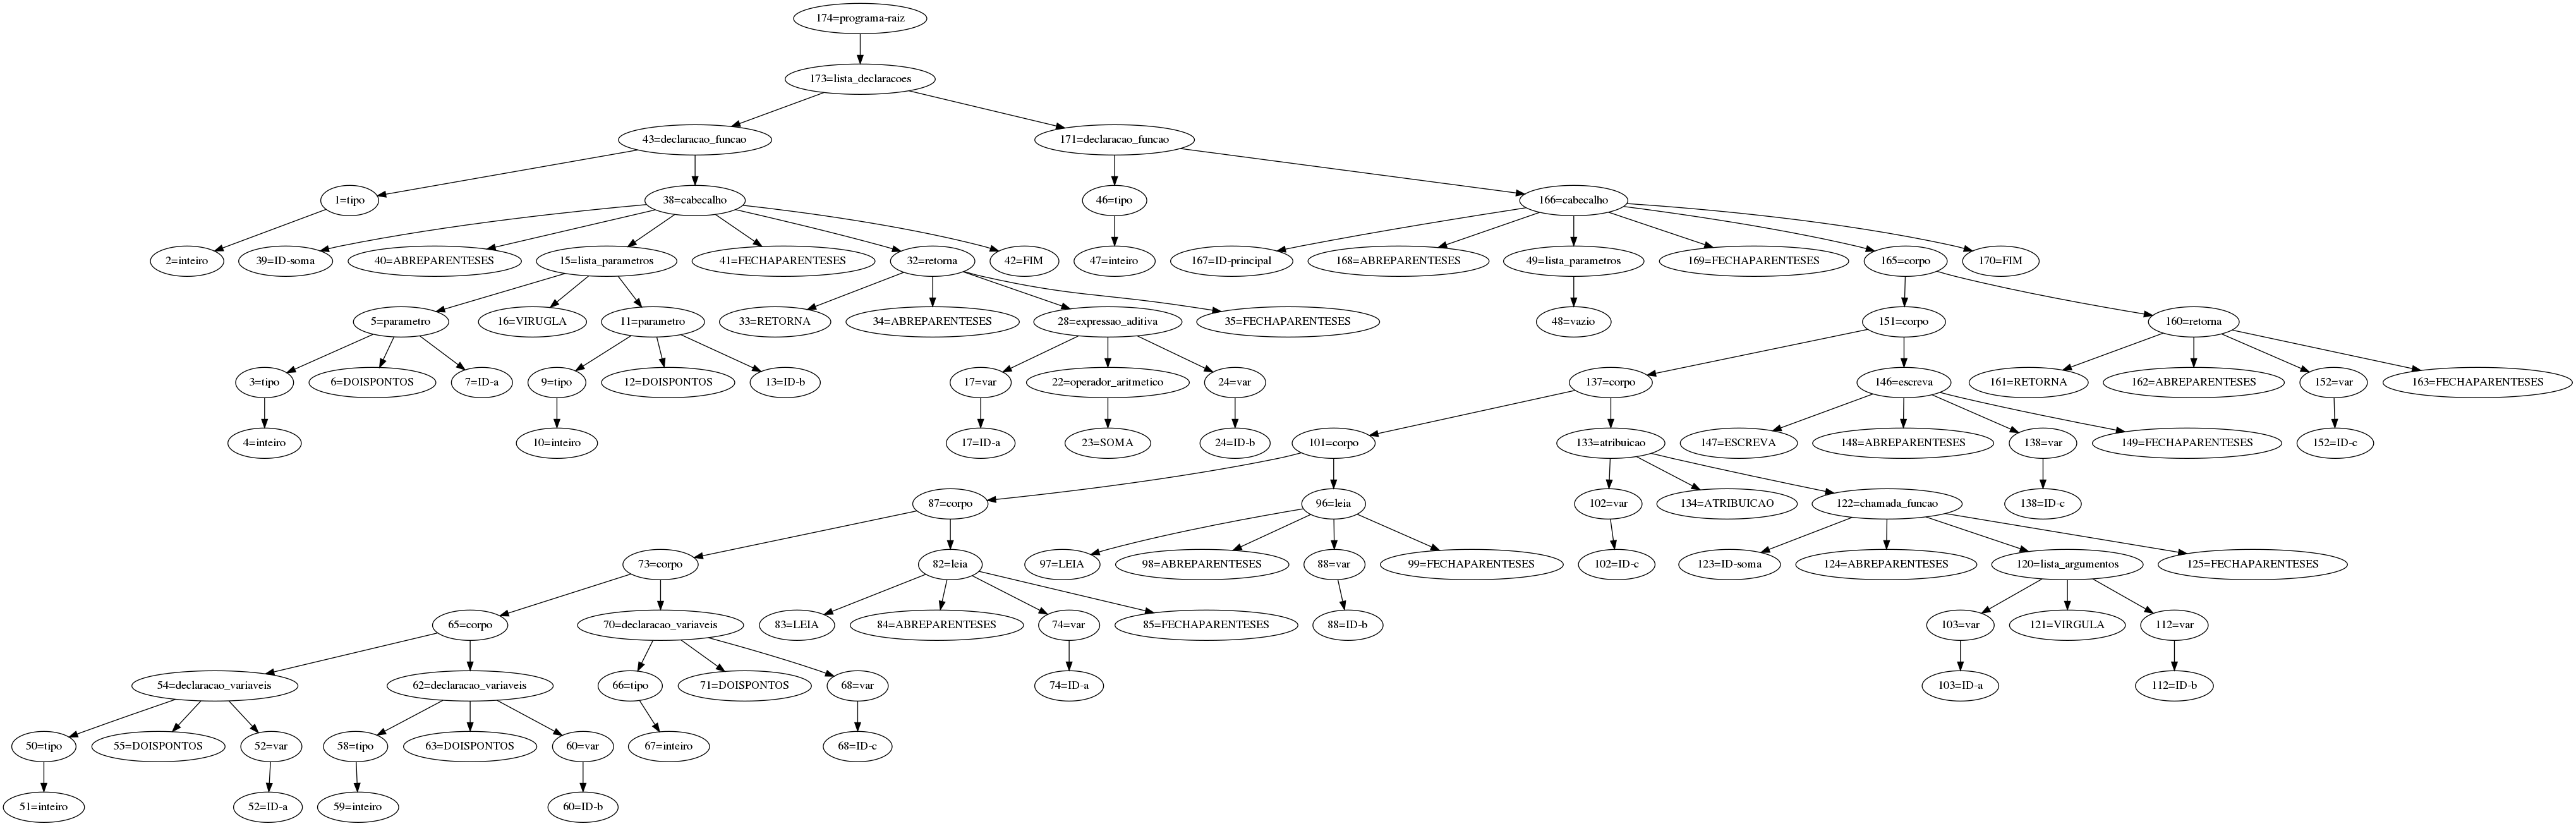 174=programa-raiz
173=lista_declaracoes
43=declaracao_funcao
171=declaracao_funcao
1=tipo
38=cabecalho
46=tipo
166=cabecalho
2=inteiro
39=ID-soma
40=ABREPARENTESES
15=lista_parametros
41=FECHAPARENTESES
32=retorna
42=FIM
47=inteiro
167=ID-principal
168=ABREPARENTESES
49=lista_parametros
169=FECHAPARENTESES
165=corpo
170=FIM
5=parametro
16=VIRUGLA
11=parametro
33=RETORNA
34=ABREPARENTESES
28=expressao_aditiva
35=FECHAPARENTESES
48=vazio
151=corpo
160=retorna
3=tipo
6=DOISPONTOS
7=ID-a
9=tipo
12=DOISPONTOS
13=ID-b
17=var
22=operador_aritmetico
24=var
137=corpo
146=escreva
161=RETORNA
162=ABREPARENTESES
152=var
163=FECHAPARENTESES
4=inteiro
10=inteiro
17=ID-a
23=SOMA
24=ID-b
101=corpo
133=atribuicao
147=ESCREVA
148=ABREPARENTESES
138=var
149=FECHAPARENTESES
152=ID-c
87=corpo
96=leia
102=var
134=ATRIBUICAO
122=chamada_funcao
138=ID-c
73=corpo
82=leia
97=LEIA
98=ABREPARENTESES
88=var
99=FECHAPARENTESES
102=ID-c
123=ID-soma
124=ABREPARENTESES
120=lista_argumentos
125=FECHAPARENTESES
65=corpo
70=declaracao_variaveis
83=LEIA
84=ABREPARENTESES
74=var
85=FECHAPARENTESES
88=ID-b
103=var
121=VIRGULA
112=var
54=declaracao_variaveis
62=declaracao_variaveis
66=tipo
71=DOISPONTOS
68=var
74=ID-a
103=ID-a
112=ID-b
50=tipo
55=DOISPONTOS
52=var
58=tipo
63=DOISPONTOS
60=var
67=inteiro
68=ID-c
51=inteiro
52=ID-a
59=inteiro
60=ID-b